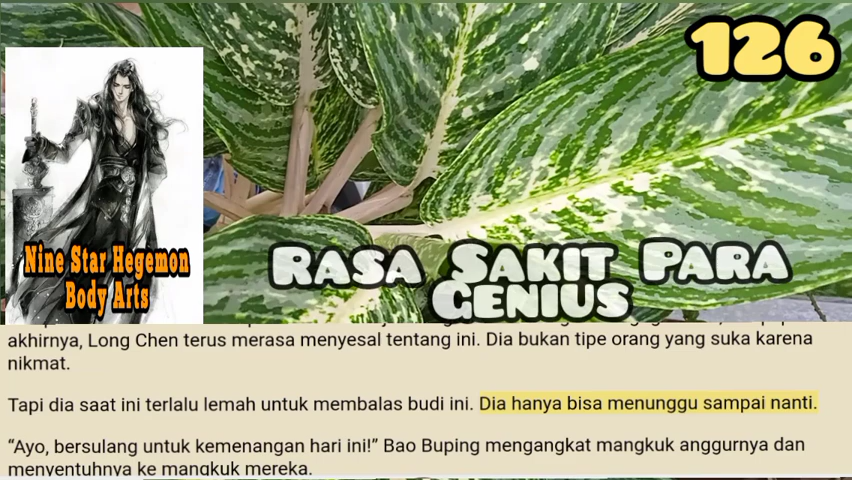 126
Nine Star Hegemon
Body Arts
Rasa Sakit Para
Genius
akhirnya, Long Chen terus merasa menyesal tentang ini. Dia bukan tipe orang yang suka karena
nikmat.
Tapi dia saat ini terlalu lemah untuk membalas budi ini. Dia hanya bisa menunggu sampai nanti.
“Ayo, bersulang untuk kemenangan hari ini!” Bao Buping mengangkat mangkuk anggurnya dan
menyentuhnya ke mangkuk mereka.